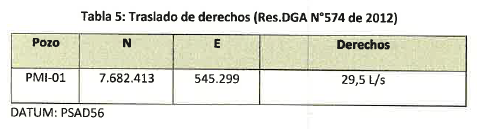 Tabla 5: Traslado de derechos (Res.DGA N°574 de 2012)
Pozo N E Derechos
PMI-01 7.682.413 545.299 29,5 L/s
DATUM: PSAD56